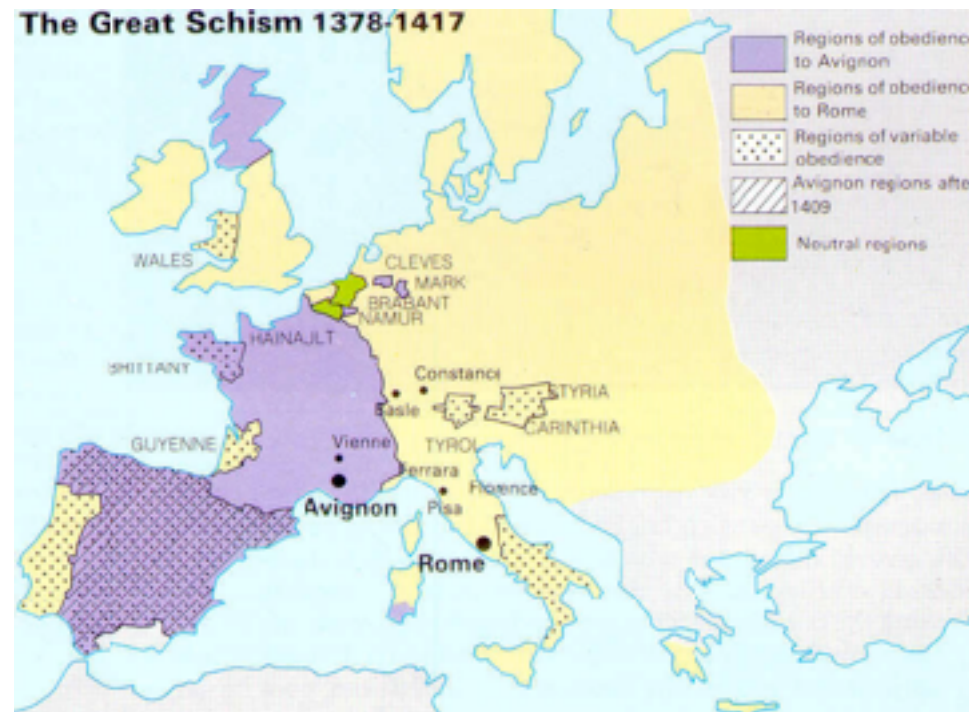 The Great Schism 1378-1417
Regions of obedience
to Avignon
Regions of obedience
to Rome
Regions of variable
obedience
Avignon regions afte
1409
Neutral regions
WALES
CLEVES
MARK
BRABANT
NAMUR
HAINAJLT
BRITTANY
Constance
Basle
STYRIA
CARINTHIA
GUYENNE
Vienne
TYROL
Ferrara
Avignon
Pisa
Florence
Rome